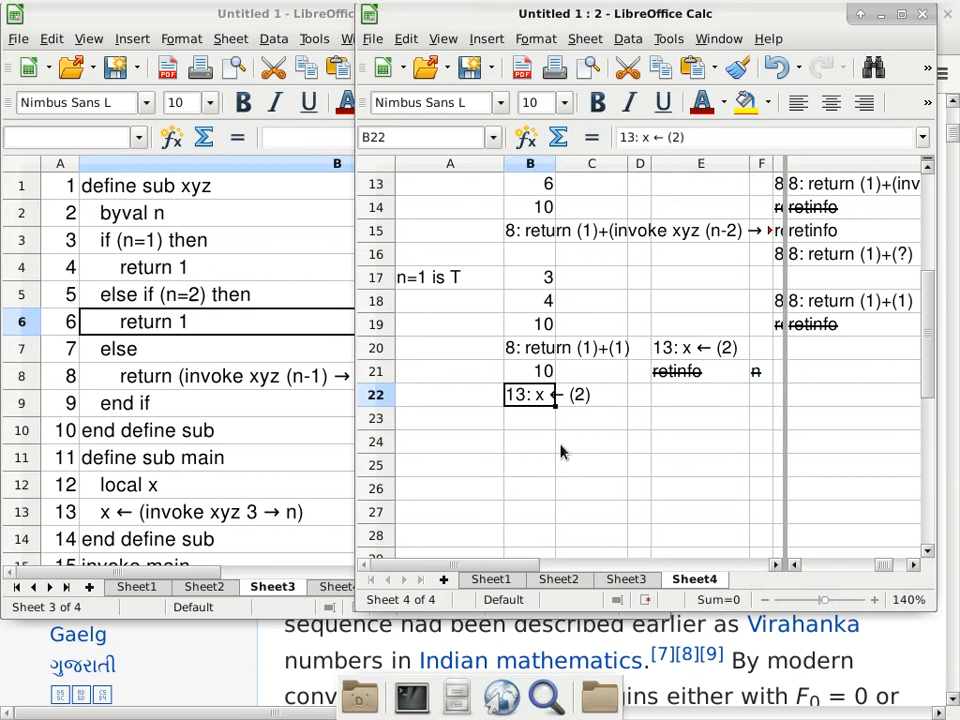 Untitled 1 - LibreOffic
File Edit View Insert Format Sheet Data Tools Wi
Nimbus Sans L 10 B I U A
A B
1 1 define sub xyz
2 2 byval n
3 3 if (n=1) then
4 4 return 1
5 5 else if (n=2) then
6 6 return 1
7 7 else
8 8 return (invoke xyz (n-1) →
9 9 end if
10 10 end define sub
11 11 define sub main
12 12 local x
13 13 x ← (invoke xyz 3 → n)
14 14 end define sub
15 invoke main
Sheet1 Sheet2 Sheet3 Sheet4
Sheet 3 of 4 Default
Untitled 1 : 2 - LibreOffice Calc
File Edit View Insert Format Sheet Data Tools Window Help
Nimbus Sans L 10 B I U A
B22 13: x ← (2)
A B C D E F
13 6 8 8: return (1)+(inv
14 10 re retinfo
15 8: return (1)+(invoke xyz (n-2) → re retinfo
16 8 8: return (1)+(?)
17 n=1 is T 3
18 4 8 8: return (1)+(1)
19 10 re retinfo
20 8: return (1)+(1) 13: x ← (2)
21 10 retinfo n
22 13: x ← (2)
23
24
25
26
27
28
Sheet1 Sheet2 Sheet3 Sheet4
Sheet 4 of 4 Default Sum=0 140%
Gaelg
ગુજરાતી
sequence had been described earlier as Virahanka
numbers in Indian mathematics.[7][8][9] By modern
conv ins either with F0 = 0 or